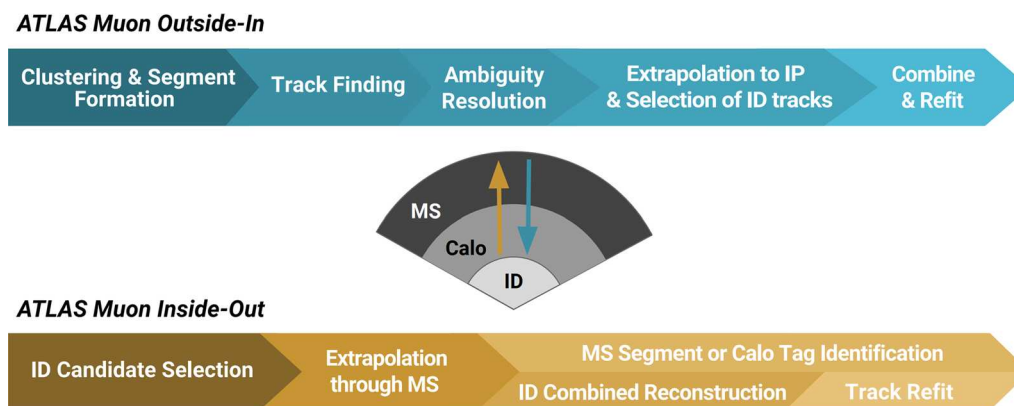 ATLAS Muon Outside-In
Clustering & Segment
Formation
Track Finding
Ambiguity
Resolution
Extrapolation to IP
& Selection of ID tracks
Combine
& Refit
MS
Calo
ID
ATLAS Muon Inside-Out
ID Candidate Selection
Extrapolation
through MS
MS Segment or Calo Tag Identification
ID Combined Reconstruction
Track Refit